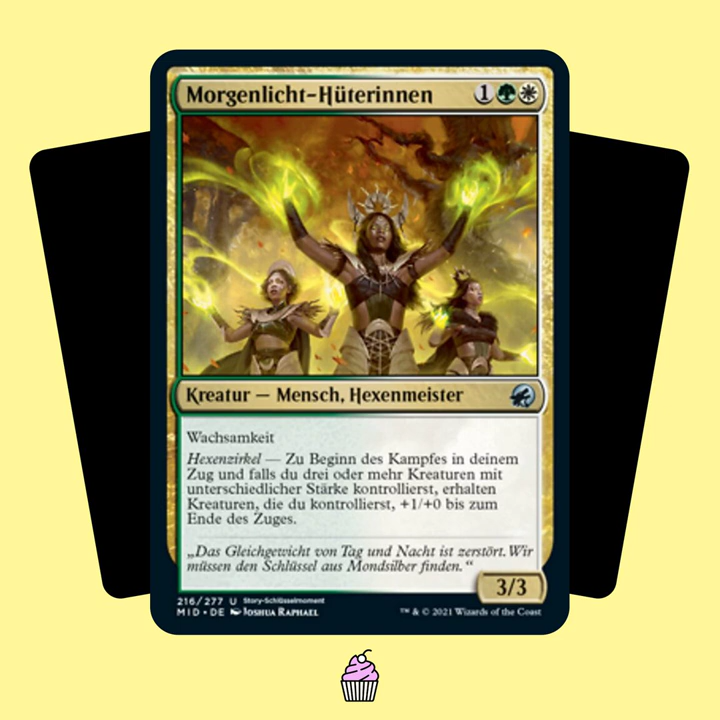 Morgenlicht-Hüterinnen 1
Kreatur — Mensch, Hexenmeister
Wachsamkeit
Hexenzirkel — Zu Beginn des Kampfes in deinem
Zug und falls du drei oder mehr Kreaturen mit
unterschiedlicher Stärke kontrollierst, erhalten
Kreaturen, die du kontrollierst, +1/+0 bis zum
Ende des Zuges.
„Das Gleichgewicht von Tag und Nacht ist zerstört. Wir
müssen den Schlüssel aus Mondsilber finden.“
3/3
216/277 U Story-Schlüsselmoment
MID • DE Joshua Raphael
™ & © 2021 Wizards of the Coast